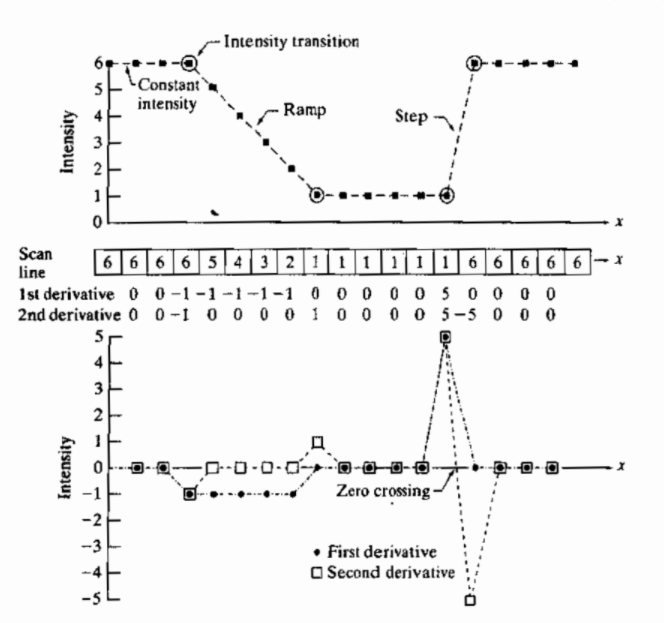 Intensity transition
6
Constant
intensity
5
Ramp
Step
4
3
2
1
0
Intensity
x
Scan
line
6 6 6 6 5 4 3 2 1 1 1 1 1 1 6 6 6 6 6
x
1st derivative 0 0 -1 -1 -1 -1 -1 0 0 0 0 0 5 0 0 0 0
2nd derivative 0 0 -1 0 0 0 0 1 0 0 0 0 5 -5 0 0 0
5
4
3
2
1
0
x
Intensity
Zero crossing
-1
-2
-3
First derivative
-4
Second derivative
-5